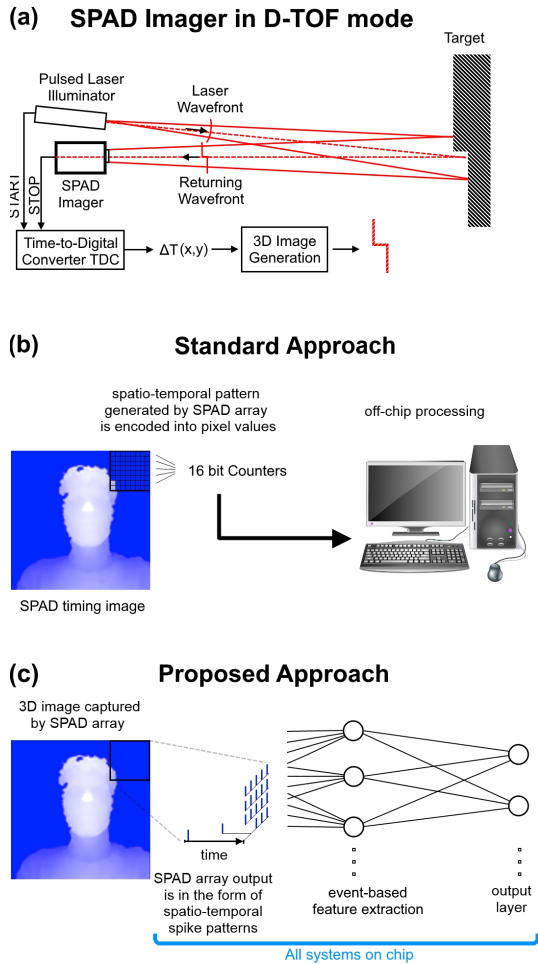 (a) SPAD Imager in D-TOF mode
Target
Pulsed Laser
Illuminator
Laser
Wavefront
START
STOP
SPAD
Imager
Returning
Wavefront
Time-to-Digital
Converter TDC
ΔT(x,y)
3D Image
Generation
(b) Standard Approach
spatio-temporal pattern
generated by SPAD array
is encoded into pixel values
off-chip processing
16 bit Counters
SPAD timing image
(c) Proposed Approach
3D image captured
by SPAD array
time
SPAD array output
is in the form of
spatio-temporal
spike patterns
event-based
feature extraction
output
layer
All systems on chip